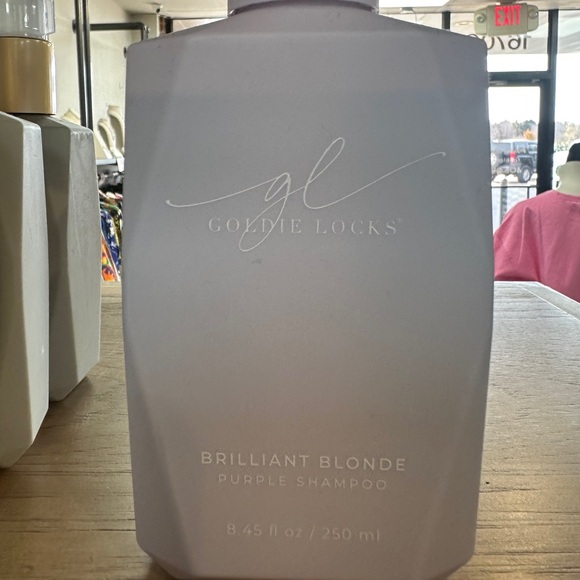 EXIT
gl
GOLDIE LOCKS®
BRILLIANT BLONDE
PURPLE SHAMPOO
8.45 fl oz / 250 ml